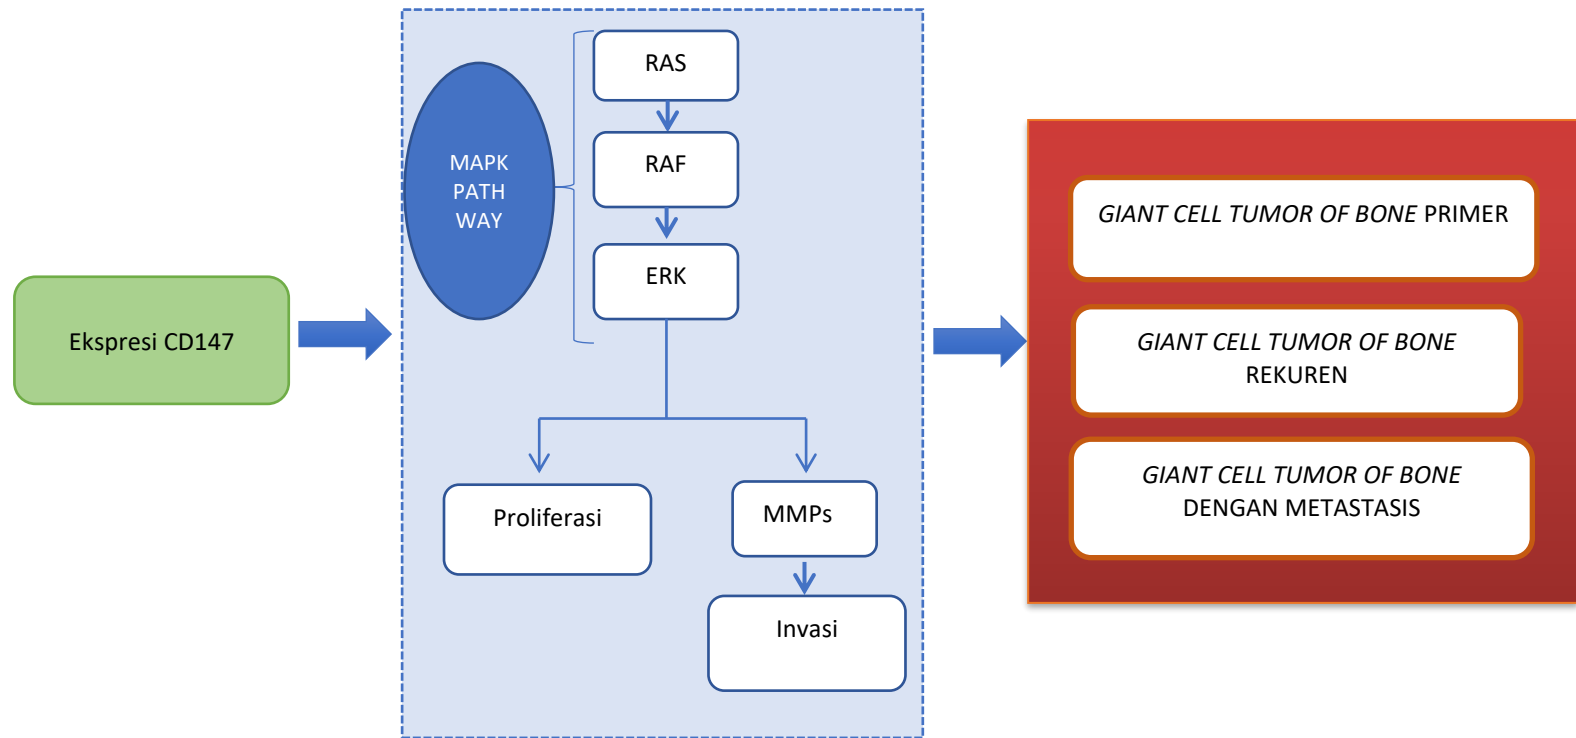 Ekspresi CD147
MAPK
PATH
WAY
RAS
RAF
ERK
Proliferasi
MMPs
Invasi
GIANT CELL TUMOR OF BONE PRIMER
GIANT CELL TUMOR OF BONE
REKUREN
GIANT CELL TUMOR OF BONE
DENGAN METASTASIS